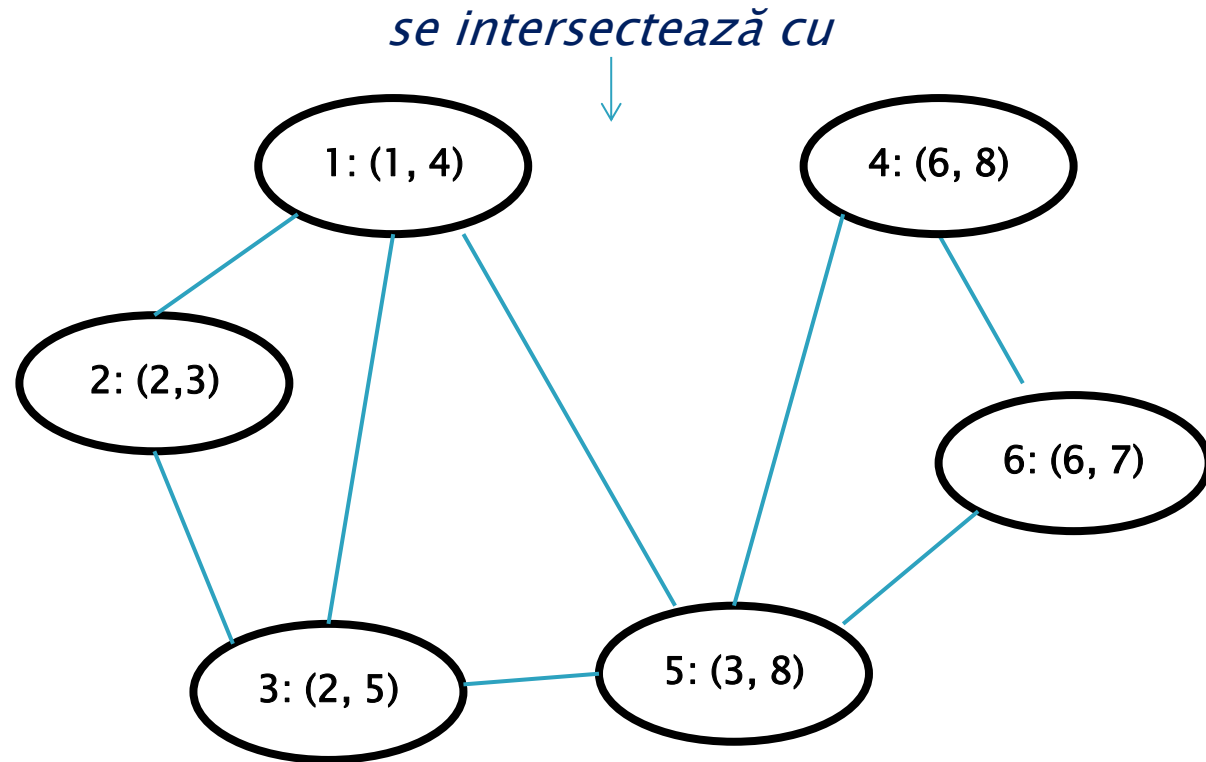 se intersectează cu
1: (1, 4)
4: (6, 8)
2: (2,3)
6: (6, 7)
3: (2, 5)
5: (3, 8)